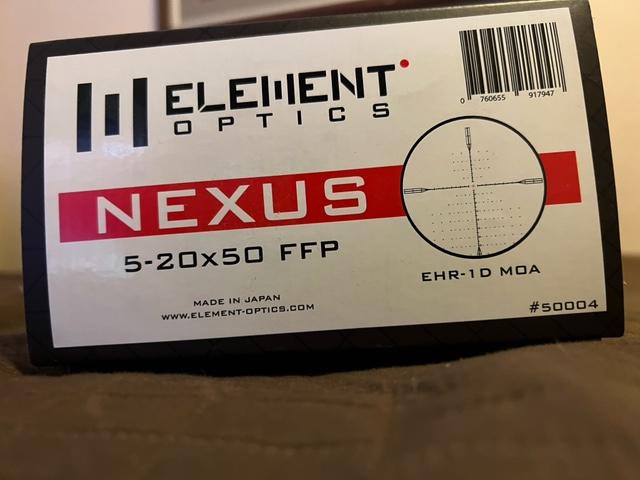 ELEMENT
OPTICS
0 760655 917947
NEXUS
5-20x50 FFP
EHR-1D MOA
MADE IN JAPAN
WWW.ELEMENT-OPTICS.COM
#50004